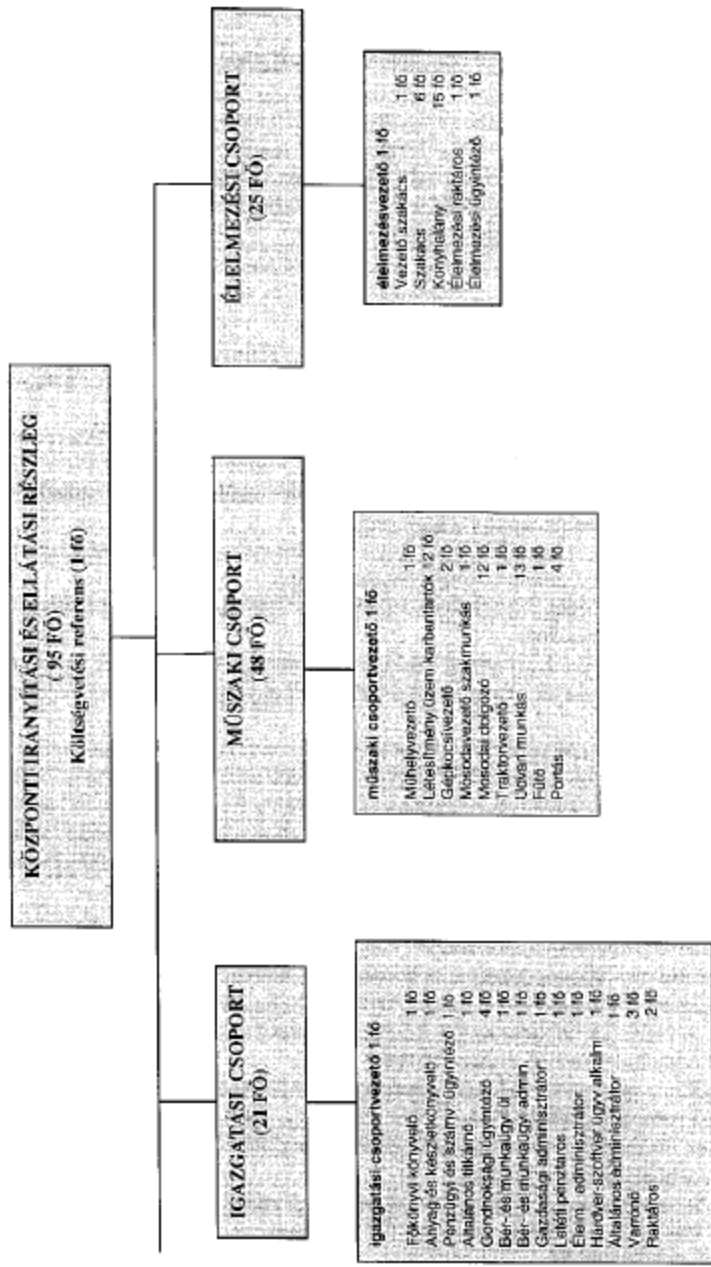 KÖZPONTI IRÁNYÍTÁSI ÉS ELLÁTÁSI RÉSZLEG
( 95 FŐ)
Költségvetési referens (1 fő)
IGAZGATÁSI CSOPORT
(21 FŐ)
igazgatási csoportvezető 1 fő
Főkönyvi könyvelő 1 fő
Anyag és készletkönyvelő 1 fő
Pénzügyi és számv. ügyintéző 1 fő
Általános titkárnő 1 fő
Gondnoksági ügyintéző 4 fő
Bér- és munkaügyi üi 1 fő
Bér- és munkaügyi admin. 1 fő
Gazdasági adminisztrátor 1 fő
Letéti pénztáros 1 fő
Élelm. adminisztrátor 1 fő
Hardver-szoftver ügyv alkalm 1 fő
Általános adminisztrátor 1 fő
Varrónő 3 fő
Raktáros 2 fő
MŰSZAKI CSOPORT
(48 FŐ)
műszaki csoportvezető 1 fő
Műhelyvezető 1 fő
Létesítmény üzem karbantartók 12 fő
Gépkocsivezető 2 fő
Mosodavezető szakmunkás 1 fő
Mosodai dolgozó 12 fő
Traktorvezető 1 fő
Udvari munkás 13 fő
Fűtő 1 fő
Portás 4 fő
ÉLELMEZÉSI CSOPORT
(25 FŐ)
élelmezésvezető 1 fő
Vezető szakács 1 fő
Szakács 6 fő
Konyhalány 15 fő
Élelmezési raktáros 1 fő
Élelmezési ügyintéző 1 fő